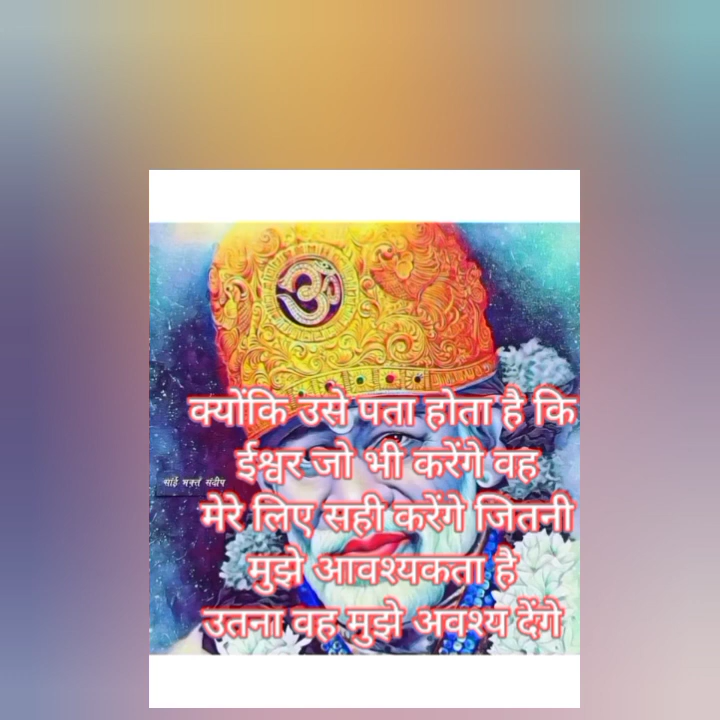 ॐ
क्योंकि उसे पता होता है कि
ईश्वर जो भी करेंगे वह
साई भक्त संदीप
मेरे लिए सही करेंगे जितनी
मुझे आवश्यकता है
उतना वह मुझे अवश्य देंगे